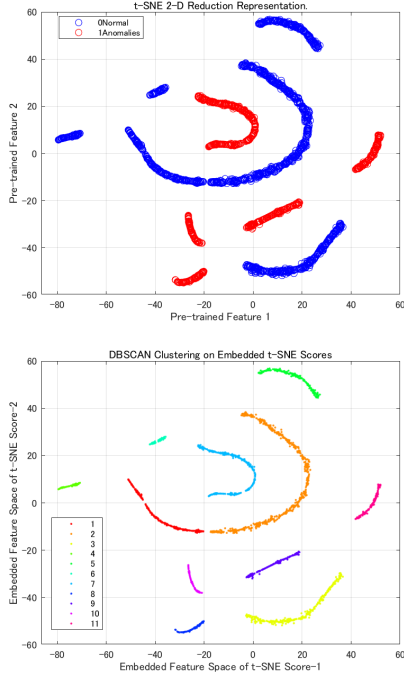 t-SNE 2-D Reduction Representation.
0Normal
1Anomalies
Pre-trained Feature 2
60
40
20
0
-20
-40
-60
-80 -60 -40 -20 0 20 40 60
Pre-trained Feature 1
DBSCAN Clustering on Embedded t-SNE Scores
Embedded Feature Space of t-SNE Score-2
60
40
20
0
-20
-40
-60
1
2
3
4
5
6
7
8
9
10
11
-80 -60 -40 -20 0 20 40 60
Embedded Feature Space of t-SNE Score-1